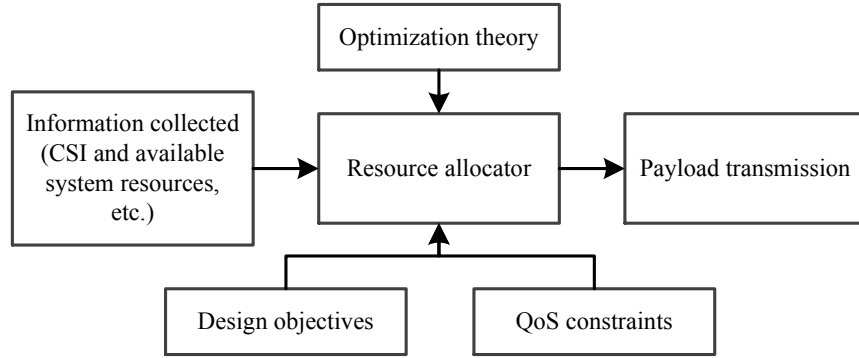 Optimization theory
Information collected
(CSI and available
system resources,
etc.)
Resource allocator
Payload transmission
Design objectives
QoS constraints